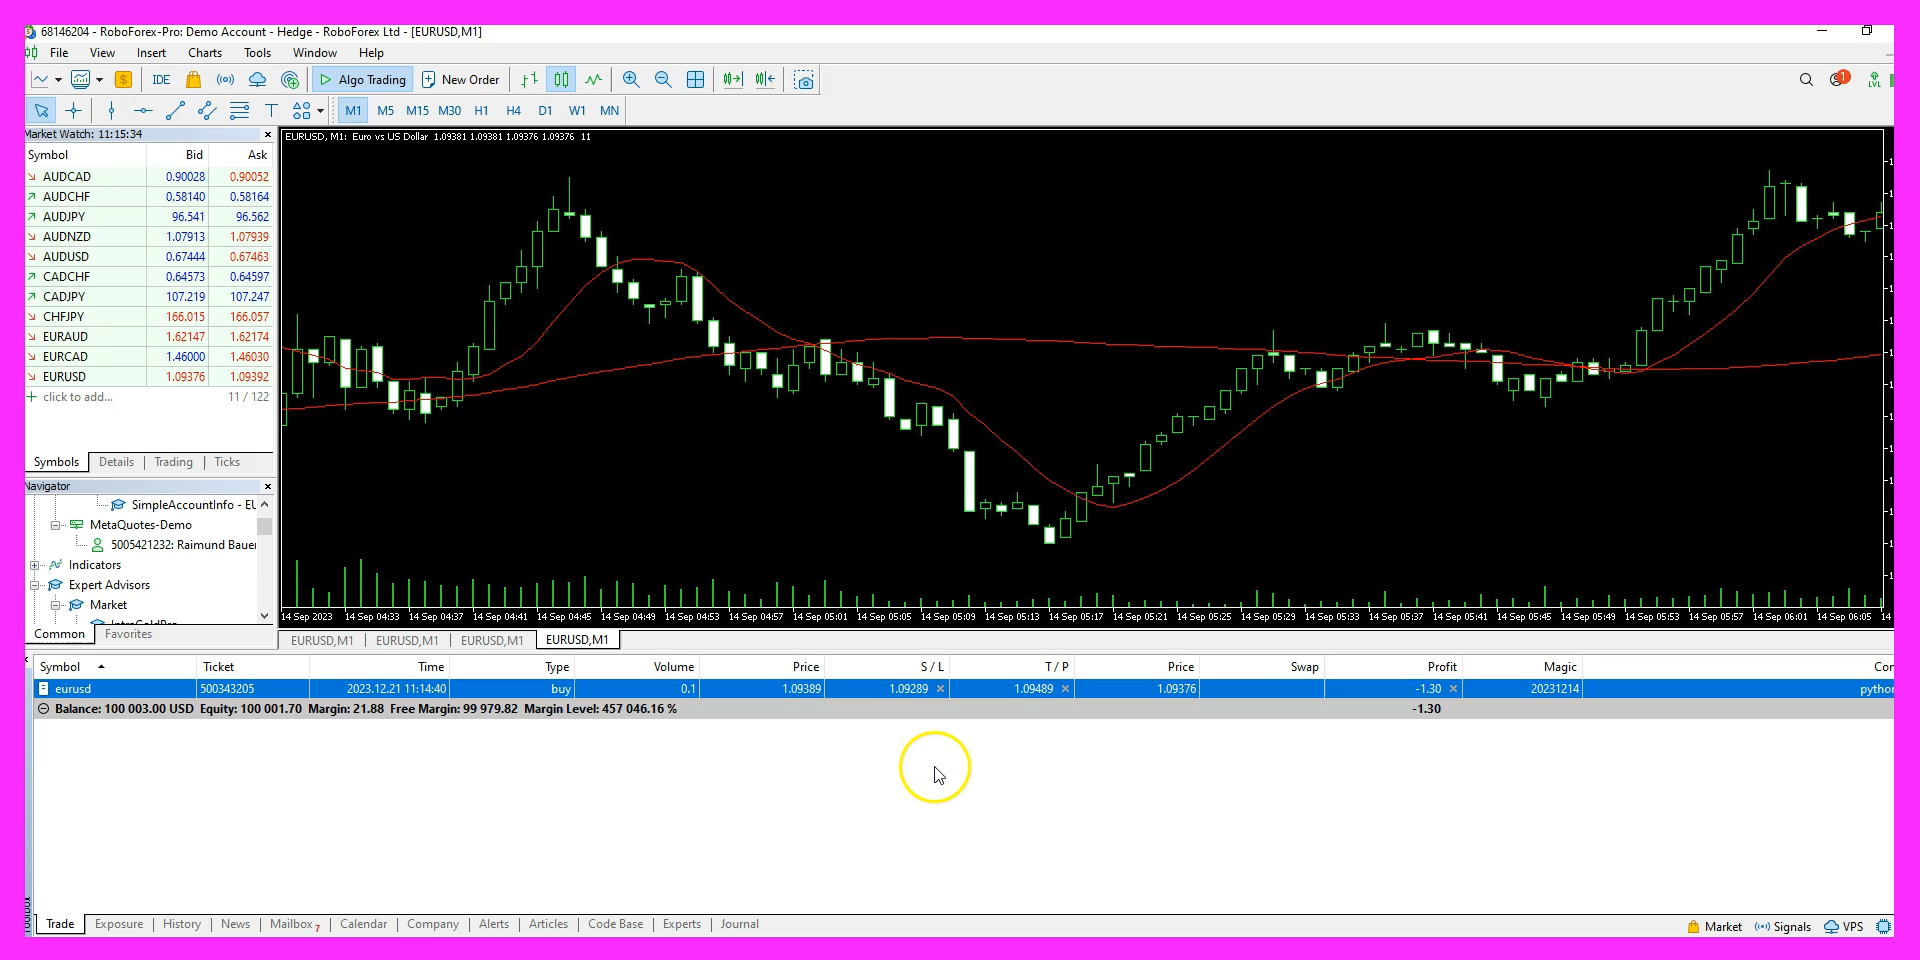 68146204 - RoboForex-Pro: Demo Account - Hedge - RoboForex Ltd - [EURUSD,M1]
File View Insert Charts Tools Window Help
$ IDE Algo Trading New Order 1 LVL
T M1 M5 M15 M30 H1 H4 D1 W1 MN
Market Watch: 11:15:34
Symbol Bid Ask
AUDCAD 0.90028 0.90052
AUDCHF 0.58140 0.58164
AUDJPY 96.541 96.562
AUDNZD 1.07913 1.07939
AUDUSD 0.67444 0.67463
CADCHF 0.64573 0.64597
CADJPY 107.219 107.247
CHFJPY 166.015 166.057
EURAUD 1.62147 1.62174
EURCAD 1.46000 1.46030
EURUSD 1.09376 1.09392
click to add... 11 / 122
Symbols Details Trading Ticks
Navigator
SimpleAccountInfo - EU
MetaQuotes-Demo
5005421232: Raimund Bauer
Indicators
Expert Advisors
Market
Common Favorites
EURUSD, M1: Euro vs US Dollar 1.09381 1.09381 1.09376 1.09376 11
14 Sep 2023 14 Sep 04:33 14 Sep 04:37 14 Sep 04:41 14 Sep 04:45 14 Sep 04:49 14 Sep 04:53 14 Sep 04:57 14 Sep 05:01 14 Sep 05:05 14 Sep 05:09 14 Sep 05:13 14 Sep 05:17 14 Sep 05:21 14 Sep 05:25 14 Sep 05:29 14 Sep 05:33 14 Sep 05:37 14 Sep 05:41 14 Sep 05:45 14 Sep 05:49 14 Sep 05:53 14 Sep 05:57 14 Sep 06:01 14 Sep 06:05 14
EURUSD,M1 EURUSD,M1 EURUSD,M1 EURUSD,M1
Symbol Ticket Time Type Volume Price S / L T / P Price Swap Profit Magic Con
eurusd 500343205 2023.12.21 11:14:40 buy 0.1 1.09389 1.09289 1.09489 1.09376 -1.30 20231214 python
Balance: 100 003.00 USD Equity: 100 001.70 Margin: 21.88 Free Margin: 99 979.82 Margin Level: 457 046.16 % -1.30
Trade Exposure History News Mailbox 7 Calendar Company Alerts Articles Code Base Experts Journal
Market Signals VPS